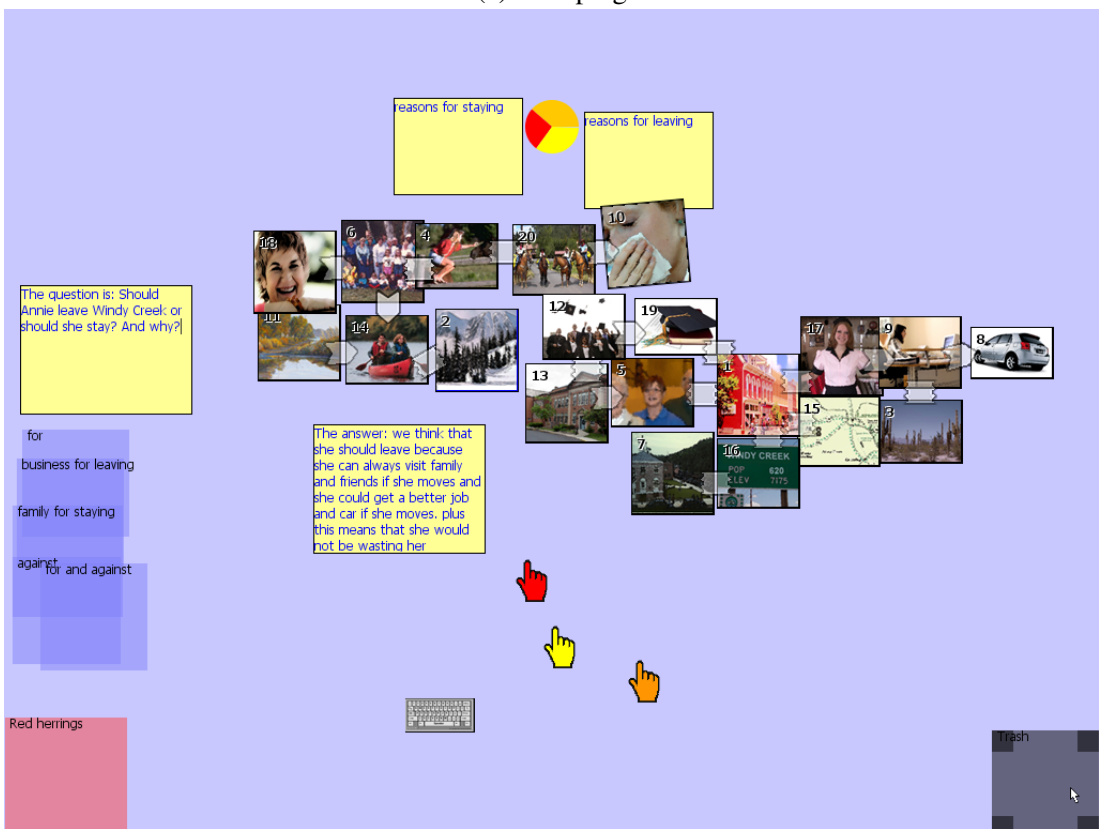 reasons for staying
reasons for leaving
10
18
6
4
20
The question is: Should
Annie leave Windy Creek or
should she stay? And why?
11
14
2
12
19
13
5
1
17
9
8
15
3
7
16
WINDY CREEK
POP 620
ELEV 7175
for
business for leaving
family for staying
against
for and against
The answer: we think that
she should leave because
she can always visit family
and friends if she moves and
she could get a better job
and car if she moves. plus
this means that she would
not be wasting her
Red herrings
Trash